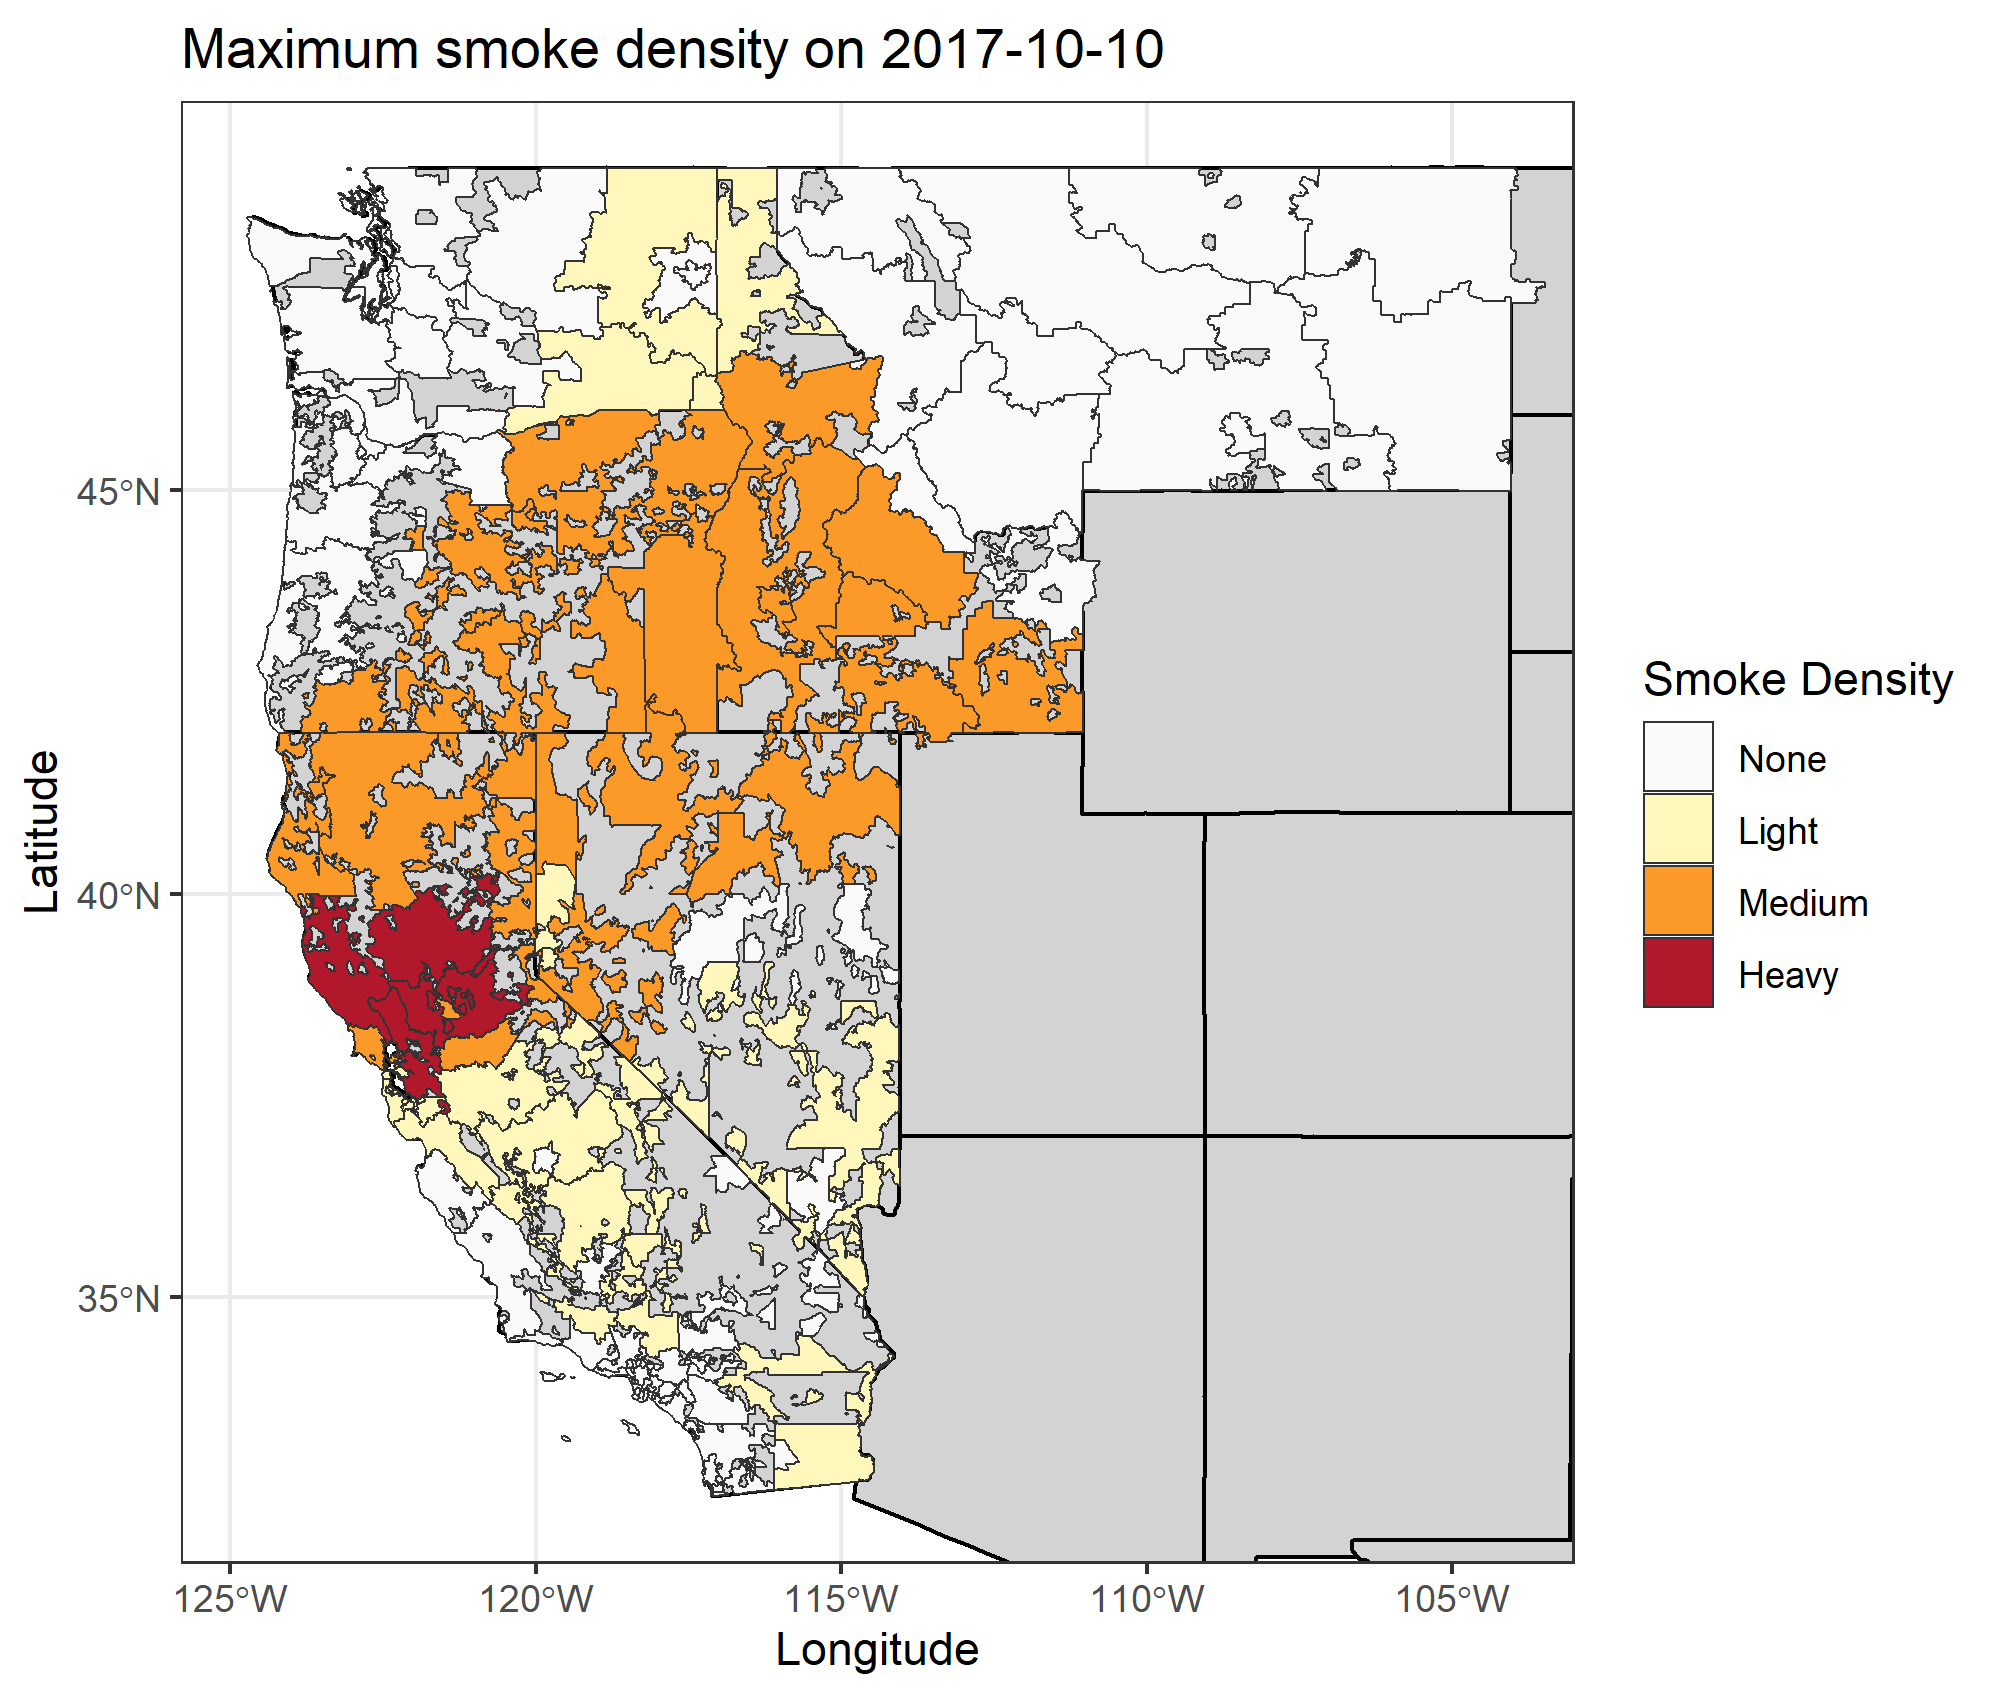 Maximum smoke density on 2017-10-10
45°N
40°N
35°N
Latitude
125°W 120°W 115°W 110°W 105°W
Longitude
Smoke Density
None
Light
Medium
Heavy